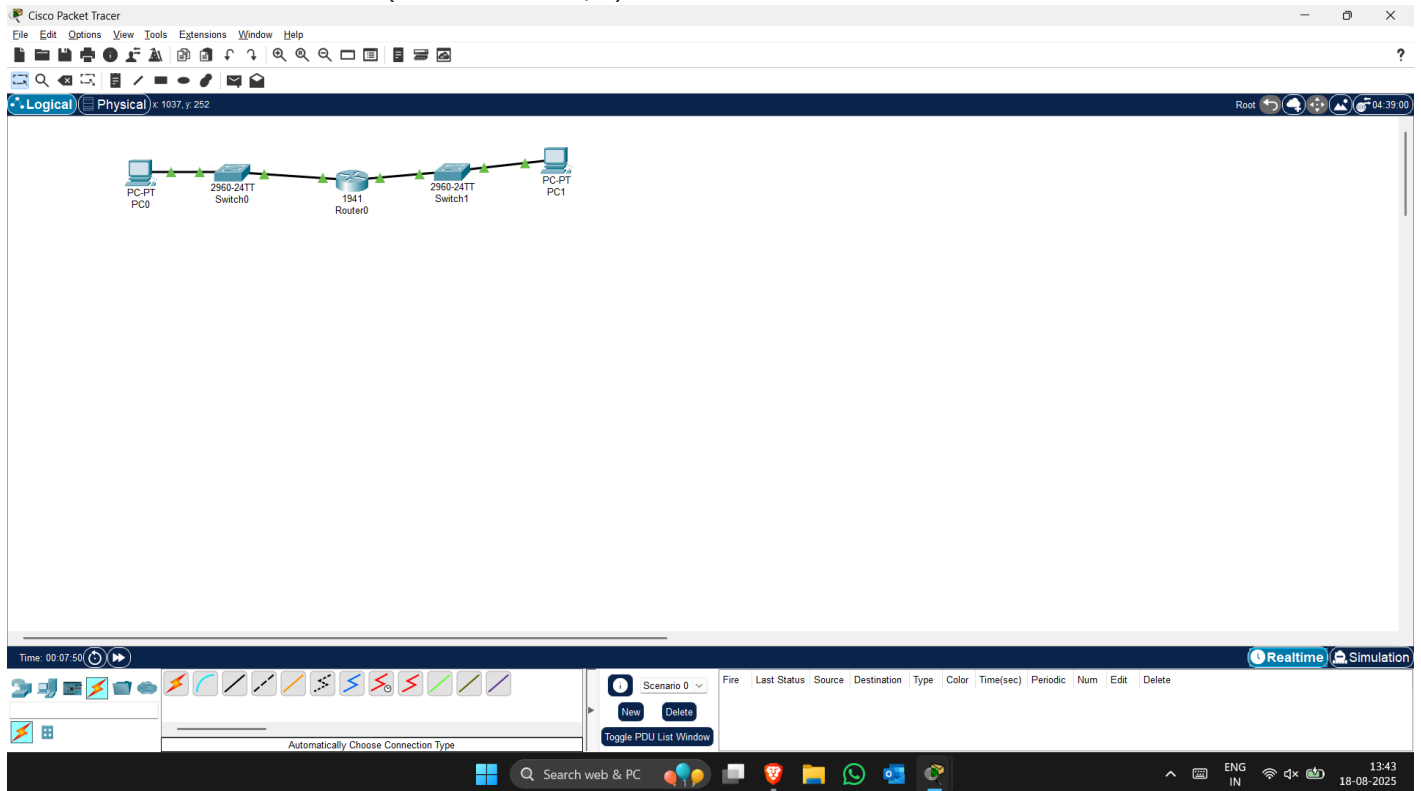 Cisco Packet Tracer
File Edit Options View Tools Extensions Window Help
?
Logical Physical x: 1037, y: 252 Root 04:39:00
PC-PT
PC0
2960-24TT
Switch0
1941
Router0
2960-24TT
Switch1
PC-PT
PC1
Time: 00:07:50 Realtime Simulation
Scenario 0
New Delete
Toggle PDU List Window
Fire Last Status Source Destination Type Color Time(sec) Periodic Num Edit Delete
Automatically Choose Connection Type
Search web & PC
ENG
IN
13:43
18-08-2025